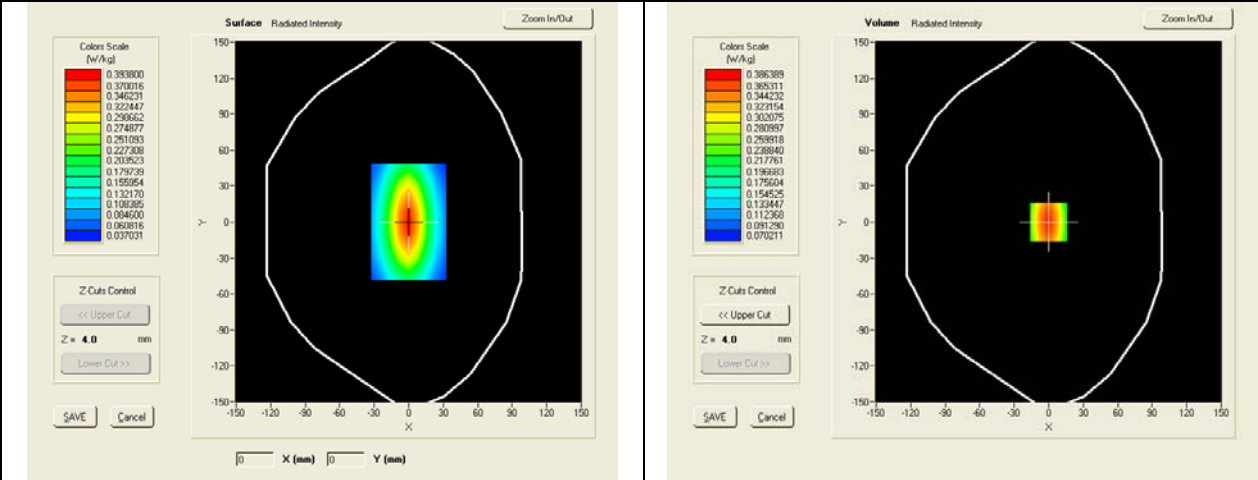 Surface Radiated Intensity
Zoom In/Out
Colors Scale
(W/kg)
0.393800
0.370016
0.346231
0.322447
0.298662
0.274877
0.251093
0.227308
0.203523
0.179739
0.155954
0.132170
0.108385
0.084600
0.060816
0.037031
150
120
90
60
30
0
-30
-60
-90
-120
-150
Y
-150 -120 -90 -60 -30 0 30 60 90 120 150
X
Z-Cuts Control
<< Upper Cut
Z = 4.0 mm
Lower Cut >>
SAVE Cancel
0 X (mm) 0 Y (mm)
Volume Radiated Intensity
Zoom In/Out
Colors Scale
(W/kg)
0.386389
0.365311
0.344232
0.323154
0.302075
0.280997
0.259918
0.238840
0.217761
0.196683
0.175604
0.154525
0.133447
0.112368
0.091290
0.070211
150
120
90
60
30
0
-30
-60
-90
-120
-150
Y
-150 -120 -90 -60 -30 0 30 60 90 120 150
X
Z-Cuts Control
<< Upper Cut
Z = 4.0 mm
Lower Cut >>
SAVE Cancel